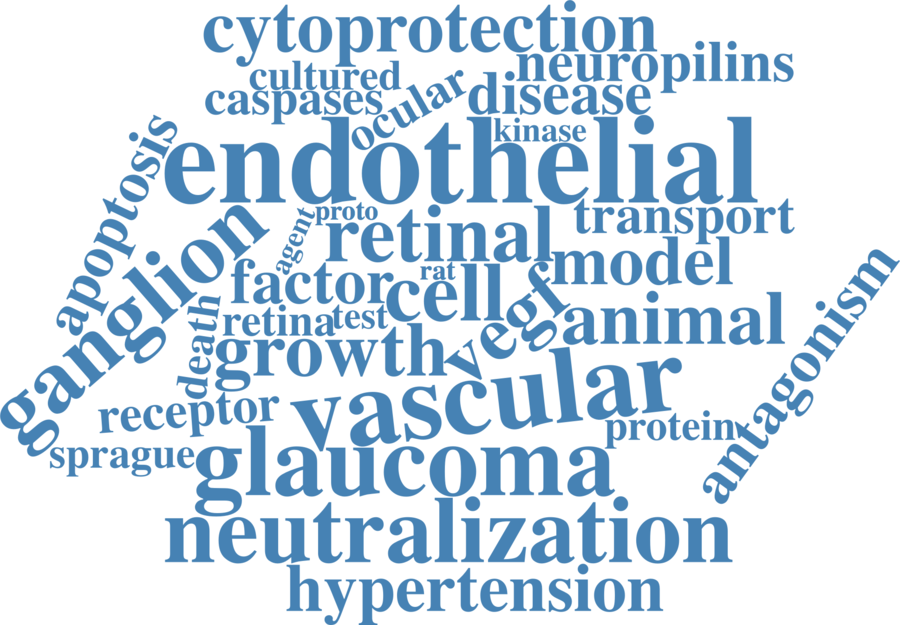 cytoprotection
neuropilins
cultured
caspases
ocular
disease
kinase
endothelial
apoptosis
proto
agent
retinal
transport
ganglion
factor
rat
cell
model
vegf
animal
death
retina
test
growth
antagonism
vascular
receptor
protein
sprague
glaucoma
neutralization
hypertension